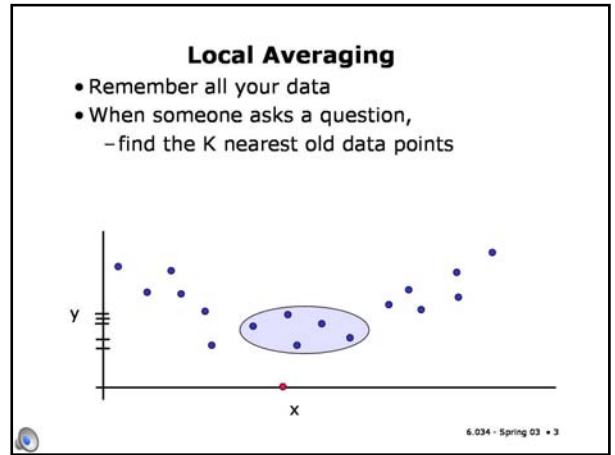 Local Averaging
• Remember all your data
• When someone asks a question,
– find the K nearest old data points
y
x
6.034 - Spring 03 • 3